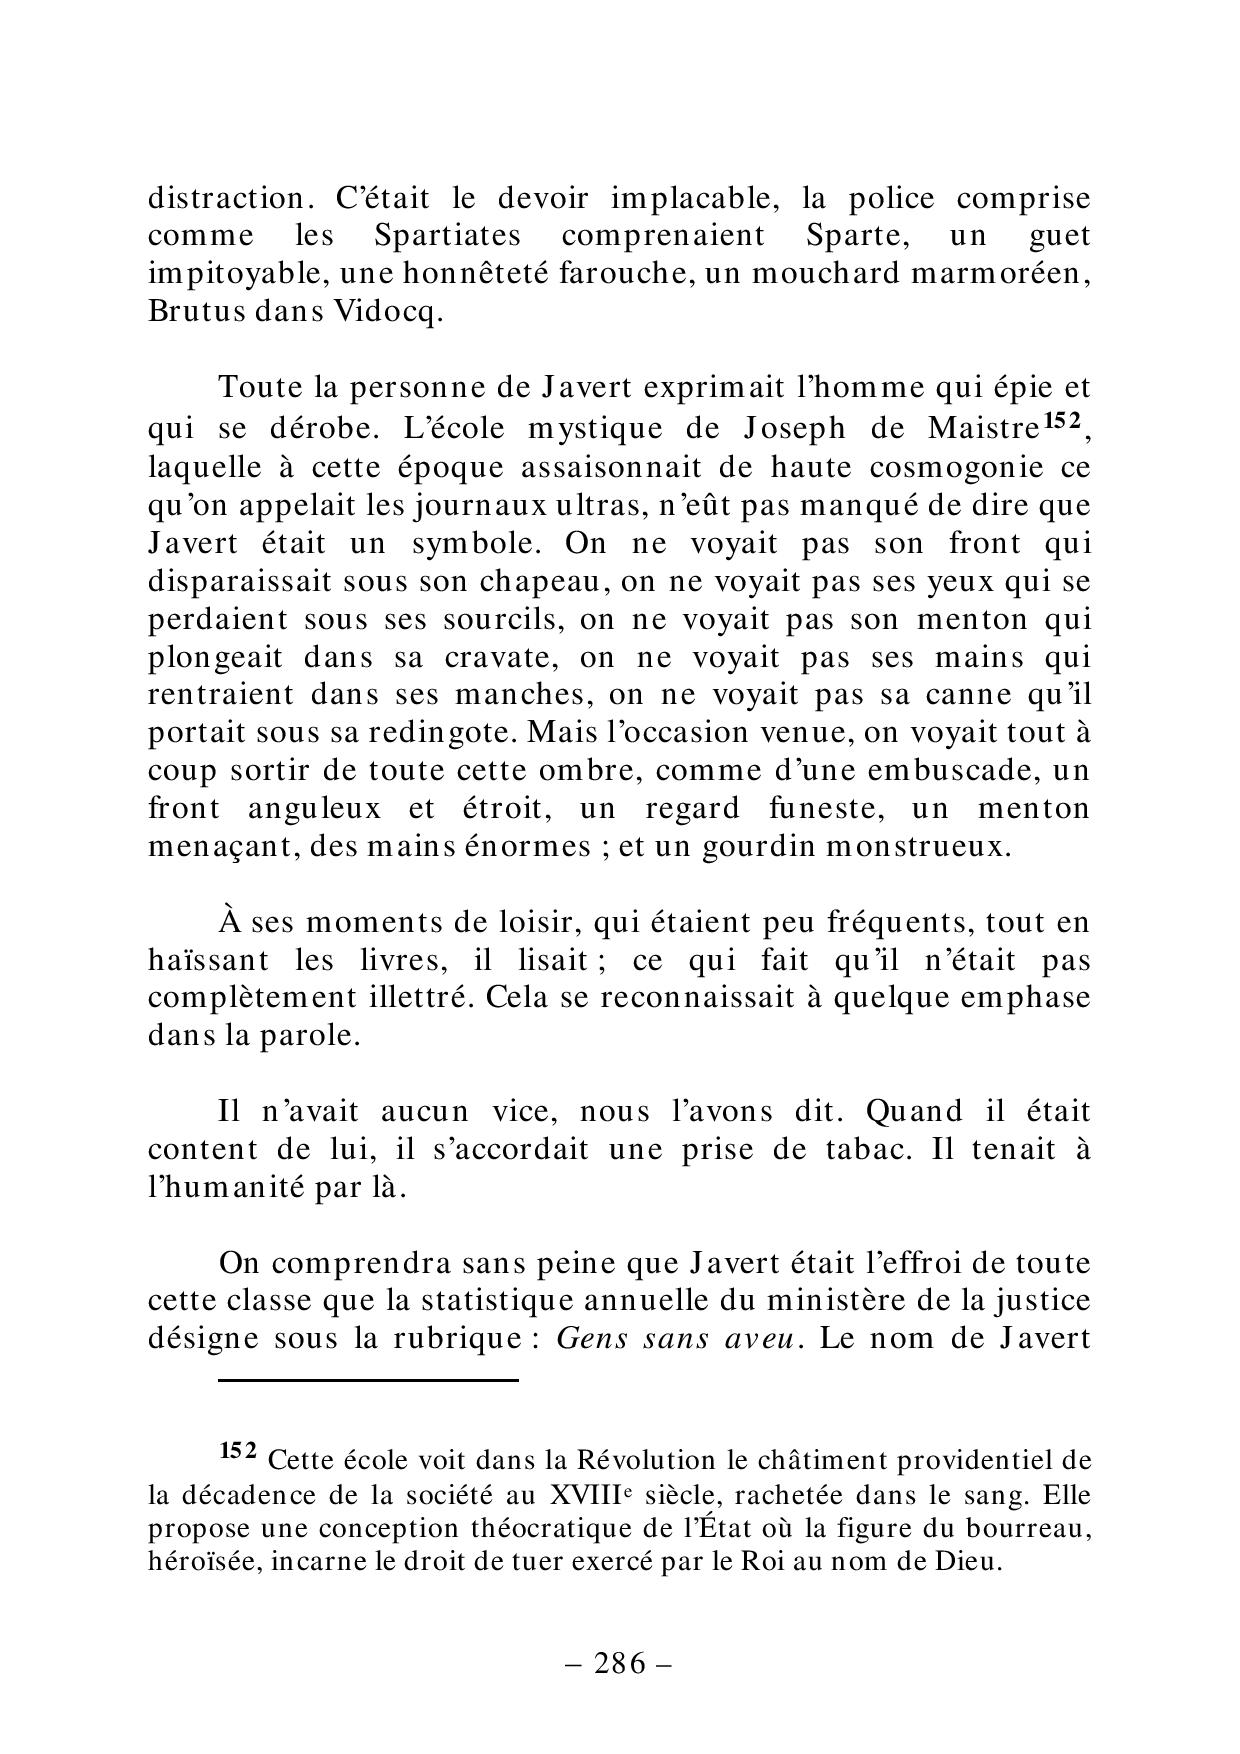 distraction. C’était le devoir implacable, la police comprise
comme les Spartiates comprenaient Sparte, un guet
impitoyable, une honnêteté farouche, un mouchard marmoréen,
Brutus dans Vidocq.
Toute la personne de Javert exprimait l’homme qui épie et
qui se dérobe. L’école mystique de Joseph de Maistre152,
laquelle à cette époque assaisonnait de haute cosmogonie ce
qu’on appelait les journaux ultras, n’eût pas manqué de dire que
Javert était un symbole. On ne voyait pas son front qui
disparaissait sous son chapeau, on ne voyait pas ses yeux qui se
perdaient sous ses sourcils, on ne voyait pas son menton qui
plongeait dans sa cravate, on ne voyait pas ses mains qui
rentraient dans ses manches, on ne voyait pas sa canne qu’il
portait sous sa redingote. Mais l’occasion venue, on voyait tout à
coup sortir de toute cette ombre, comme d’une embuscade, un
front anguleux et étroit, un regard funeste, un menton
menaçant, des mains énormes ; et un gourdin monstrueux.
À ses moments de loisir, qui étaient peu fréquents, tout en
haïssant les livres, il lisait ; ce qui fait qu’il n’était pas
complètement illettré. Cela se reconnaissait à quelque emphase
dans la parole.
Il n’avait aucun vice, nous l’avons dit. Quand il était
content de lui, il s’accordait une prise de tabac. Il tenait à
l’humanité par là.
On comprendra sans peine que Javert était l’effroi de toute
cette classe que la statistique annuelle du ministère de la justice
désigne sous la rubrique : Gens sans aveu. Le nom de Javert
152 Cette école voit dans la Révolution le châtiment providentiel de
la décadence de la société au XVIIIe siècle, rachetée dans le sang. Elle
propose une conception théocratique de l’État où la figure du bourreau,
héroïsée, incarne le droit de tuer exercé par le Roi au nom de Dieu.
– 286 –